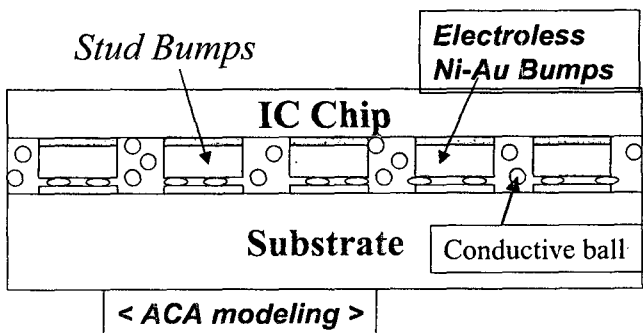 Stud Bumps
Electroless
Ni-Au Bumps
IC Chip
Substrate
Conductive ball
< ACA modeling >